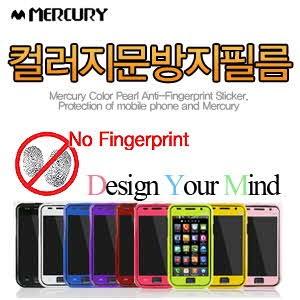 MERCURY
컬러지문방지필름
Mercury Color Pearl Anti-Fingerprint Sticker,
Protection of mobile phone and Mercury
No Fingerprint
Design Your Mind